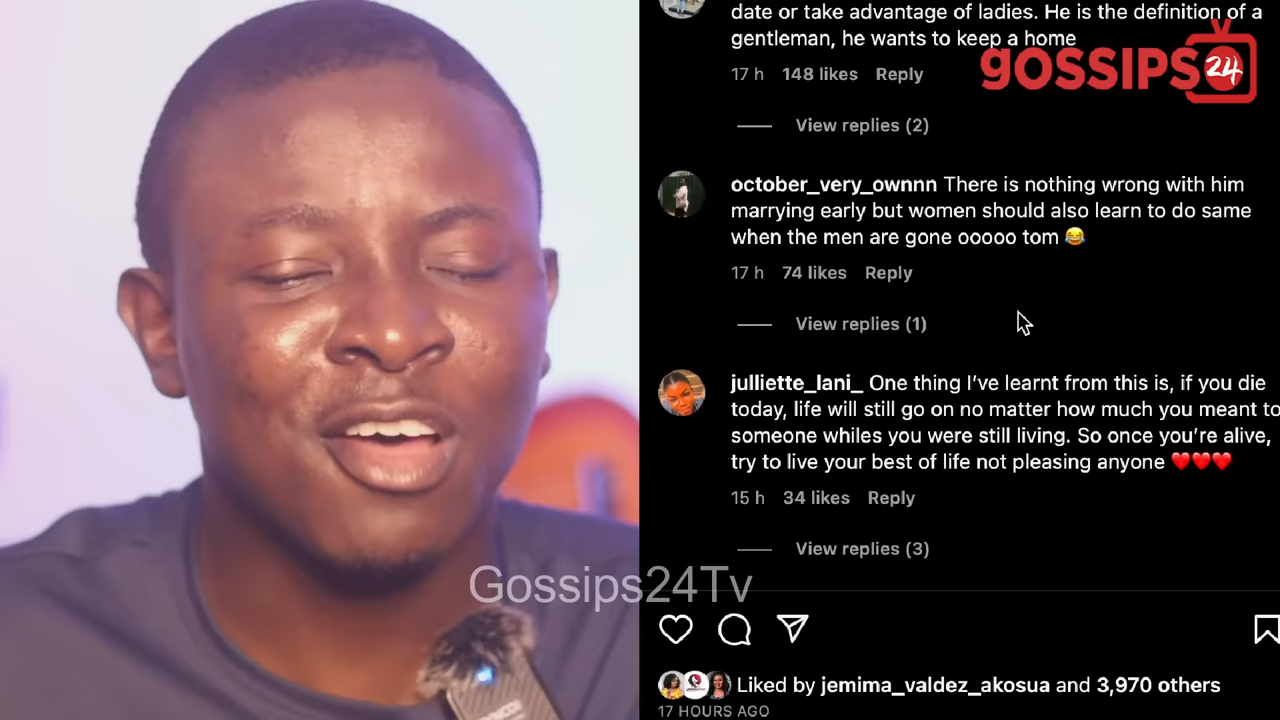 date or take advantage of ladies. He is the definition of a
gentleman, he wants to keep a home
gossips 24
17 h 148 likes Reply
View replies (2)
october_very_ownnn There is nothing wrong with him
marrying early but women should also learn to do same
when the men are gone ooooo tom 😂
17 h 74 likes Reply
View replies (1)
julliette_lani_ One thing I’ve learnt from this is, if you die
today, life will still go on no matter how much you meant to
someone whiles you were still living. So once you’re alive,
try to live your best of life not pleasing anyone ❤️❤️❤️
15 h 34 likes Reply
View replies (3)
Gossips24Tv
Liked by jemima_valdez_akosua and 3,970 others
17 HOURS AGO